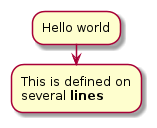 Hello world
This is defined on
several lines